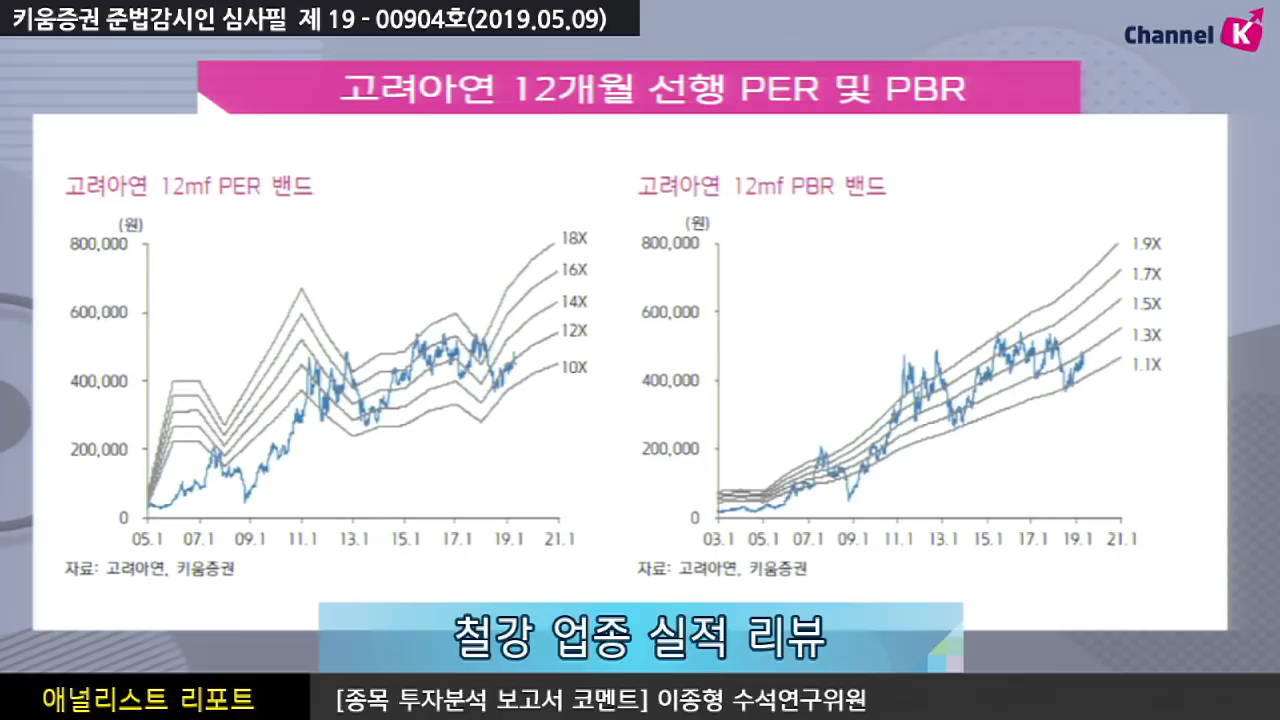 키움증권 준법감시인 심사필 제 19 - 00904호(2019.05.09)
Channel K
고려아연 12개월 선행 PER 및 PBR
고려아연 12mf PER 밴드
(원)
800,000
600,000
400,000
200,000
0
18X
16X
14X
12X
10X
05.1 07.1 09.1 11.1 13.1 15.1 17.1 19.1 21.1
자료: 고려아연, 키움증권
고려아연 12mf PBR 밴드
(원)
800,000
600,000
400,000
200,000
0
1.9X
1.7X
1.5X
1.3X
1.1X
03.1 05.1 07.1 09.1 11.1 13.1 15.1 17.1 19.1 21.1
자료: 고려아연, 키움증권
철강 업종 실적 리뷰
애널리스트 리포트
[종목 투자분석 보고서 코멘트] 이종형 수석연구위원